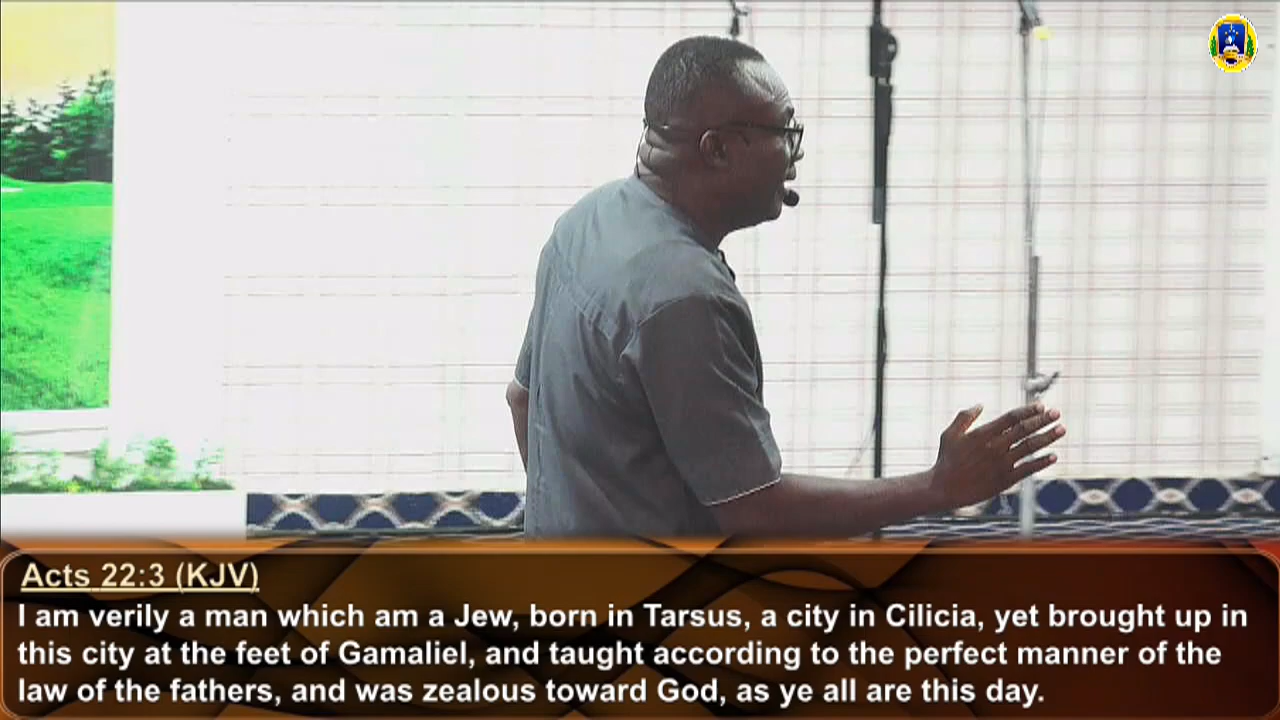 Acts 22:3 (KJV)
I am verily a man which am a Jew, born in Tarsus, a city in Cilicia, yet brought up in
this city at the feet of Gamaliel, and taught according to the perfect manner of the
law of the fathers, and was zealous toward God, as ye all are this day.